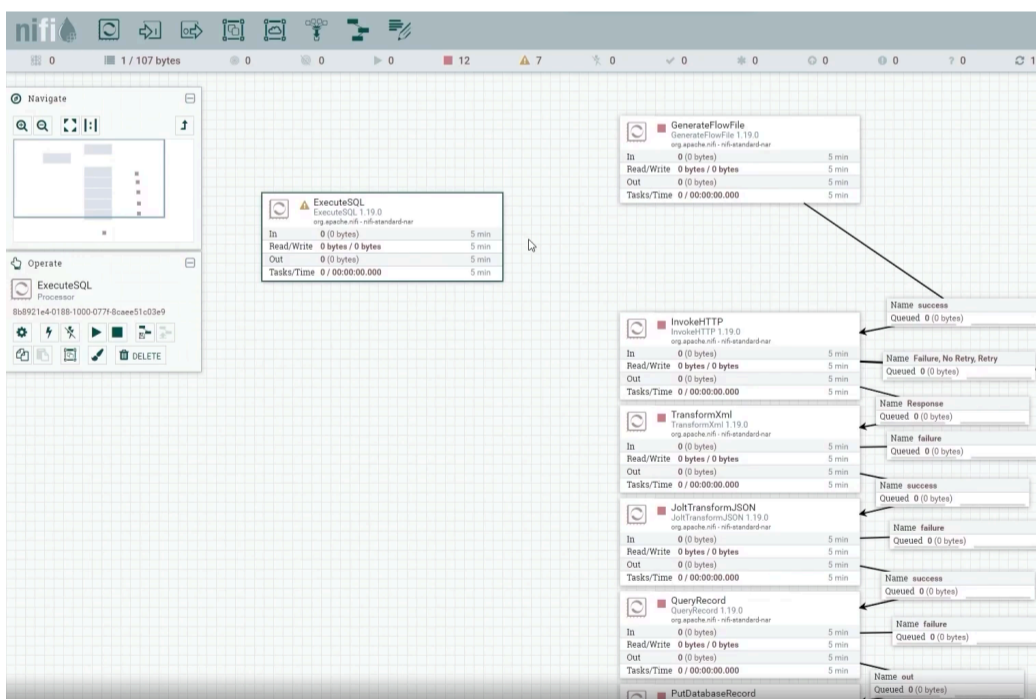 nifi
0
1 / 107 bytes
0
0
0
12
7
0
0
0
0
0
0
1
Navigate
ExecuteSQL
ExecuteSQL 1.19.0
org.apache.nifi - nifi-standard-nar
In 0 (0 bytes) 5 min
Read/Write 0 bytes / 0 bytes 5 min
Out 0 (0 bytes) 5 min
Tasks/Time 0 / 00:00:00.000 5 min
Operate
ExecuteSQL
Processor
DELETE
GenerateFlowFile
GenerateFlowFile 1.19.0
org.apache.nifi - nifi-standard-nar
In 0 (0 bytes) 5 min
Read/Write 0 bytes / 0 bytes 5 min
Out 0 (0 bytes) 5 min
Tasks/Time 0 / 00:00:00.000 5 min
Name success
Queued 0 (0 bytes)
InvokeHTTP
InvokeHTTP 1.19.0
org.apache.nifi - nifi-standard-nar
In 0 (0 bytes) 5 min
Read/Write 0 bytes / 0 bytes 5 min
Out 0 (0 bytes) 5 min
Tasks/Time 0 / 00:00:00.000 5 min
Name Failure, No Retry, Retry
Queued 0 (0 bytes)
Name Response
Queued 0 (0 bytes)
TransformXml
TransformXml 1.19.0
org.apache.nifi - nifi-standard-nar
In 0 (0 bytes) 5 min
Read/Write 0 bytes / 0 bytes 5 min
Out 0 (0 bytes) 5 min
Tasks/Time 0 / 00:00:00.000 5 min
Name failure
Queued 0 (0 bytes)
Name success
Queued 0 (0 bytes)
JoltTransformJSON
JoltTransformJSON 1.19.0
org.apache.nifi - nifi-standard-nar
In 0 (0 bytes) 5 min
Read/Write 0 bytes / 0 bytes 5 min
Out 0 (0 bytes) 5 min
Tasks/Time 0 / 00:00:00.000 5 min
Name failure
Queued 0 (0 bytes)
Name success
Queued 0 (0 bytes)
QueryRecord
QueryRecord 1.19.0
org.apache.nifi - nifi-standard-nar
In 0 (0 bytes) 5 min
Read/Write 0 bytes / 0 bytes 5 min
Out 0 (0 bytes) 5 min
Tasks/Time 0 / 00:00:00.000 5 min
Name failure
Queued 0 (0 bytes)
Name out
Queued 0 (0 bytes)
PutDatabaseRecord